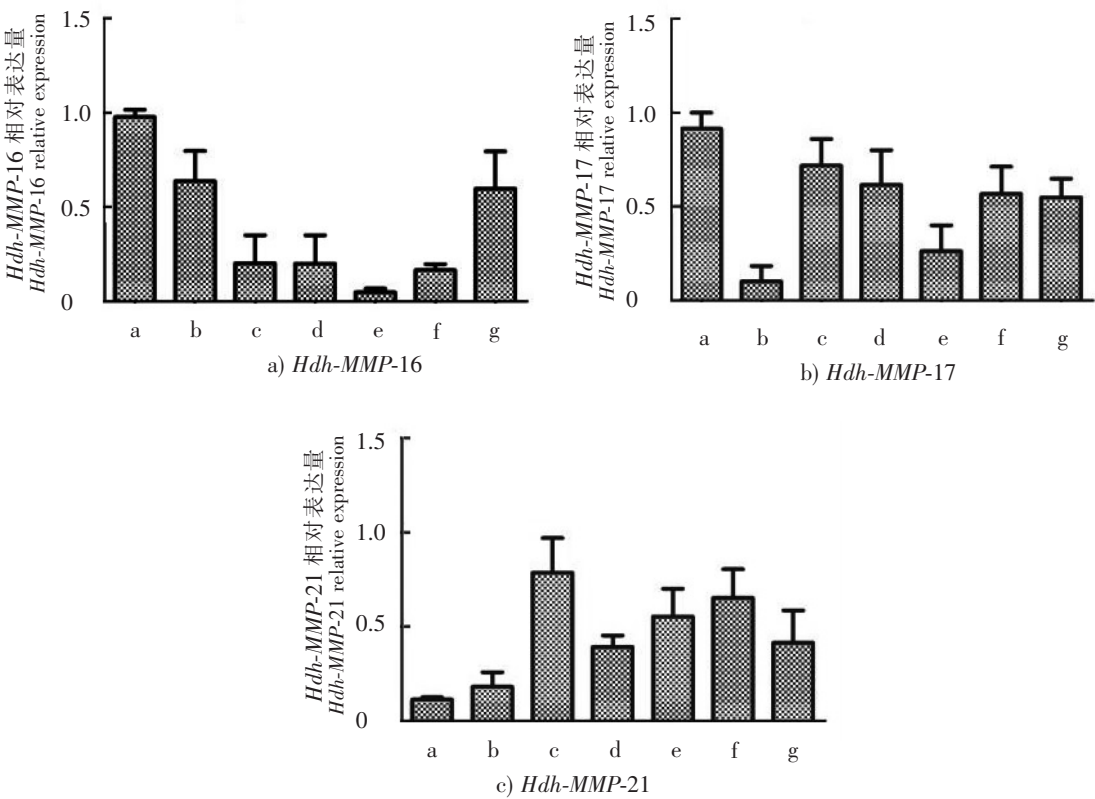 Hdh-MMP-16 相对表达量
Hdh-MMP-16 relative expression
1.5
1.0
0.5
0
a b c d e f g
a) Hdh-MMP-16
Hdh-MMP-17 相对表达量
Hdh-MMP-17 relative expression
1.5
1.0
0.5
0
a b c d e f g
b) Hdh-MMP-17
Hdh-MMP-21 相对表达量
Hdh-MMP-21 relative expression
1.5
1.0
0.5
0
a b c d e f g
c) Hdh-MMP-21